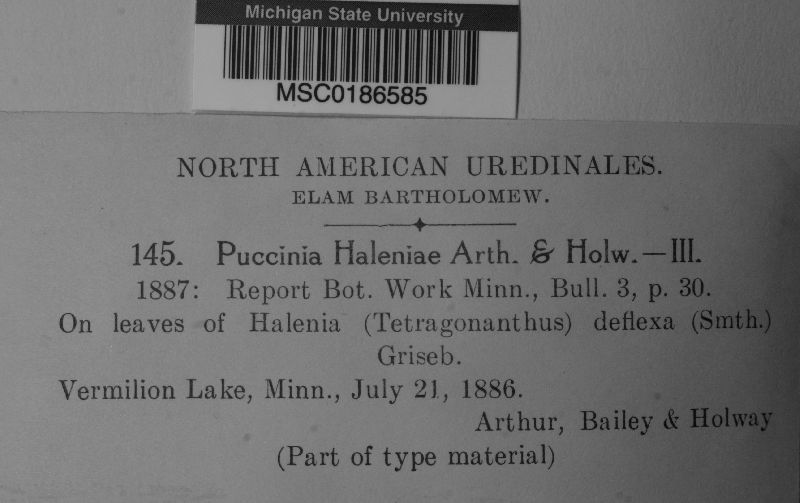 Michigan State University
MSC0186585
NORTH AMERICAN UREDINALES.
ELAM BARTHOLOMEW.
145. Puccinia Haleniae Arth. & Holw.—III.
1887: Report Bot. Work Minn., Bull. 3, p. 30.
On leaves of Halenia (Tetragonanthus) deflexa (Smth.)
Griseb.
Vermilion Lake, Minn., July 21, 1886.
Arthur, Bailey & Holway
(Part of type material)